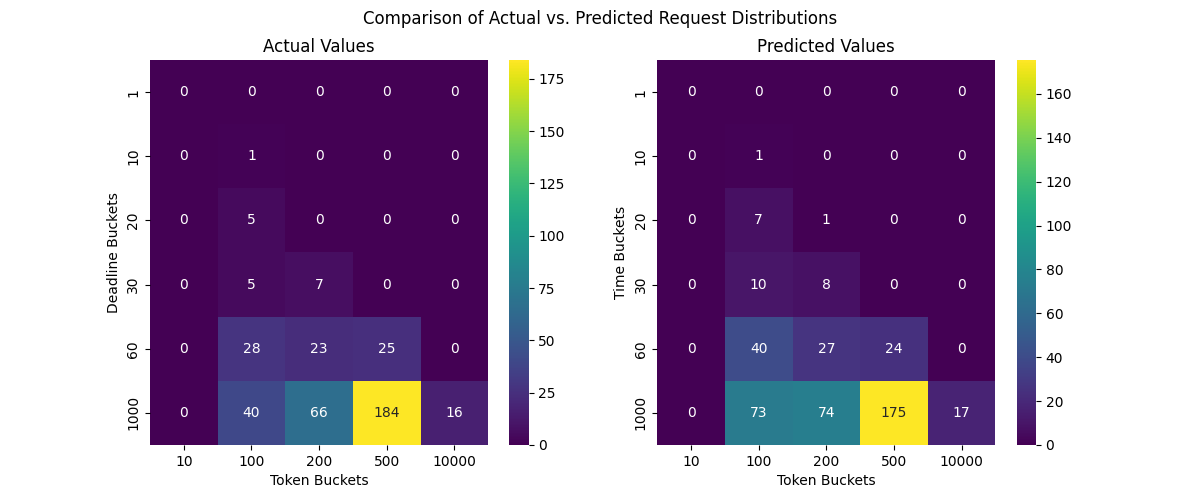 Comparison of Actual vs. Predicted Request Distributions
Actual Values
Deadline Buckets
1 0 0 0 0 0
10 0 1 0 0 0
20 0 5 0 0 0
30 0 5 7 0 0
60 0 28 23 25 0
1000 0 40 66 184 16
10 100 200 500 10000
Token Buckets
175
150
125
100
75
50
25
0
Predicted Values
Time Buckets
1 0 0 0 0 0
10 0 1 0 0 0
20 0 7 1 0 0
30 0 10 8 0 0
60 0 40 27 24 0
1000 0 73 74 175 17
10 100 200 500 10000
Token Buckets
160
140
120
100
80
60
40
20
0